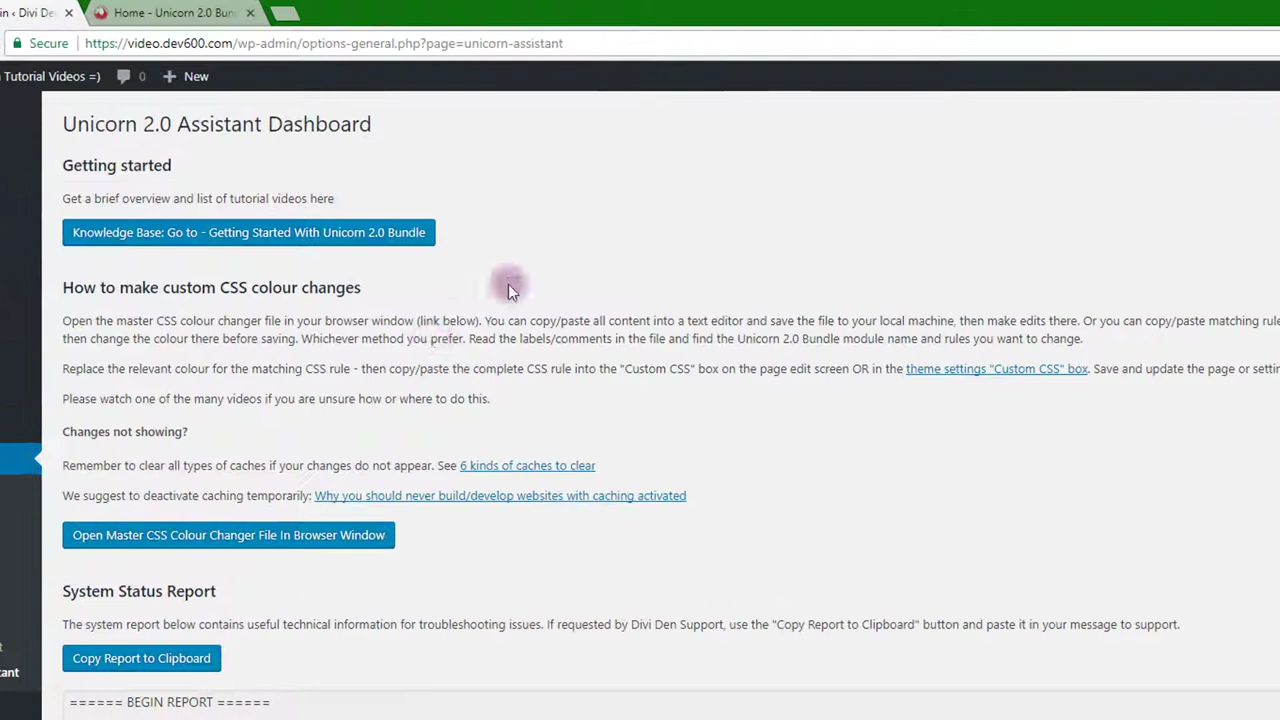 in ‹ Divi De
Home - Unicorn 2.0 Bun
Secure
https://video.dev600.com/wp-admin/options-general.php?page=unicorn-assistant
Tutorial Videos =)
0
New
Unicorn 2.0 Assistant Dashboard
Getting started
Get a brief overview and list of tutorial videos here
Knowledge Base: Go to - Getting Started With Unicorn 2.0 Bundle
How to make custom CSS colour changes
Open the master CSS colour changer file in your browser window (link below). You can copy/paste all content into a text editor and save the file to your local machine, then make edits there. Or you can copy/paste matching rule
then change the colour there before saving. Whichever method you prefer. Read the labels/comments in the file and find the Unicorn 2.0 Bundle module name and rules you want to change.
Replace the relevant colour for the matching CSS rule - then copy/paste the complete CSS rule into the "Custom CSS" box on the page edit screen OR in the theme settings "Custom CSS" box. Save and update the page or settin
Please watch one of the many videos if you are unsure how or where to do this.
Changes not showing?
Remember to clear all types of caches if your changes do not appear. See 6 kinds of caches to clear
We suggest to deactivate caching temporarily: Why you should never build/develop websites with caching activated
Open Master CSS Colour Changer File In Browser Window
System Status Report
The system report below contains useful technical information for troubleshooting issues. If requested by Divi Den Support, use the "Copy Report to Clipboard" button and paste it in your message to support.
Copy Report to Clipboard
tant
====== BEGIN REPORT ======